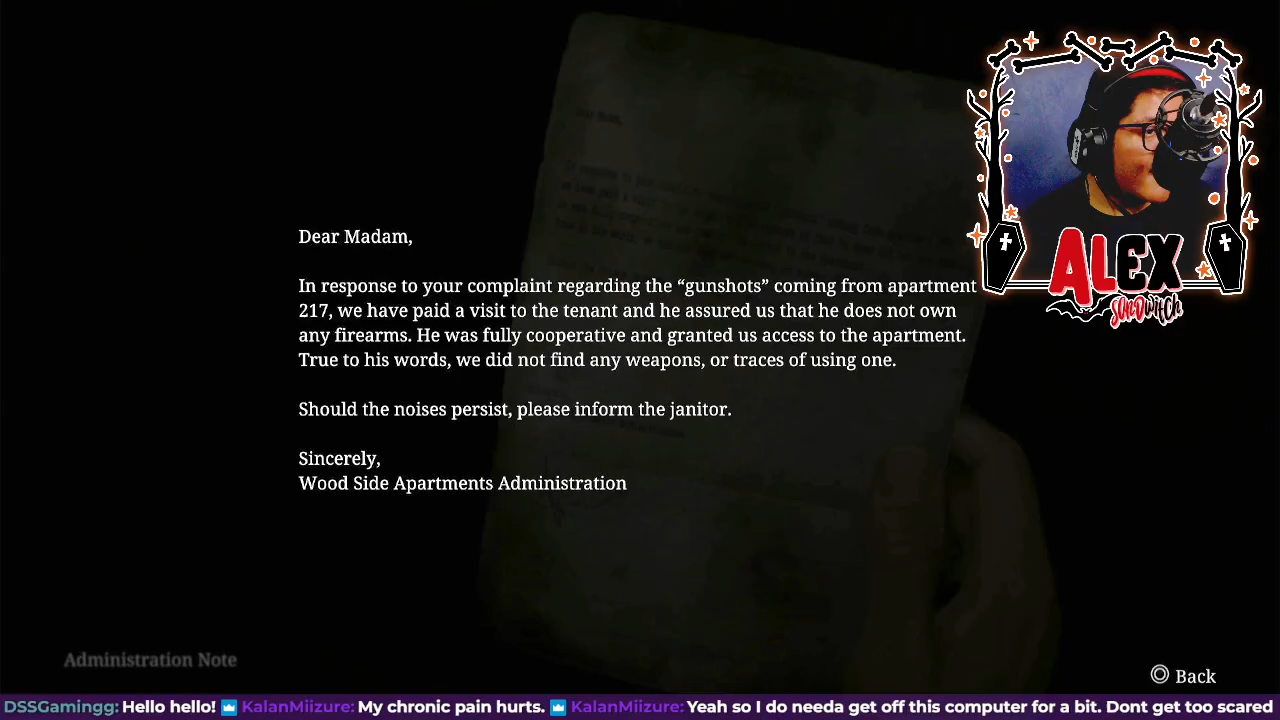 Dear Madam,
In response to your complaint regarding the “gunshots” coming from apartment
217, we have paid a visit to the tenant and he assured us that he does not own
any firearms. He was fully cooperative and granted us access to the apartment.
True to his words, we did not find any weapons, or traces of using one.
Should the noises persist, please inform the janitor.
Sincerely,
Wood Side Apartments Administration
ALEX
SANDWITCH
Administration Note
Back
DSSGamingg: Hello hello! KalanMiizure: My chronic pain hurts. KalanMiizure: Yeah so I do needa get off this computer for a bit. Dont get too scared